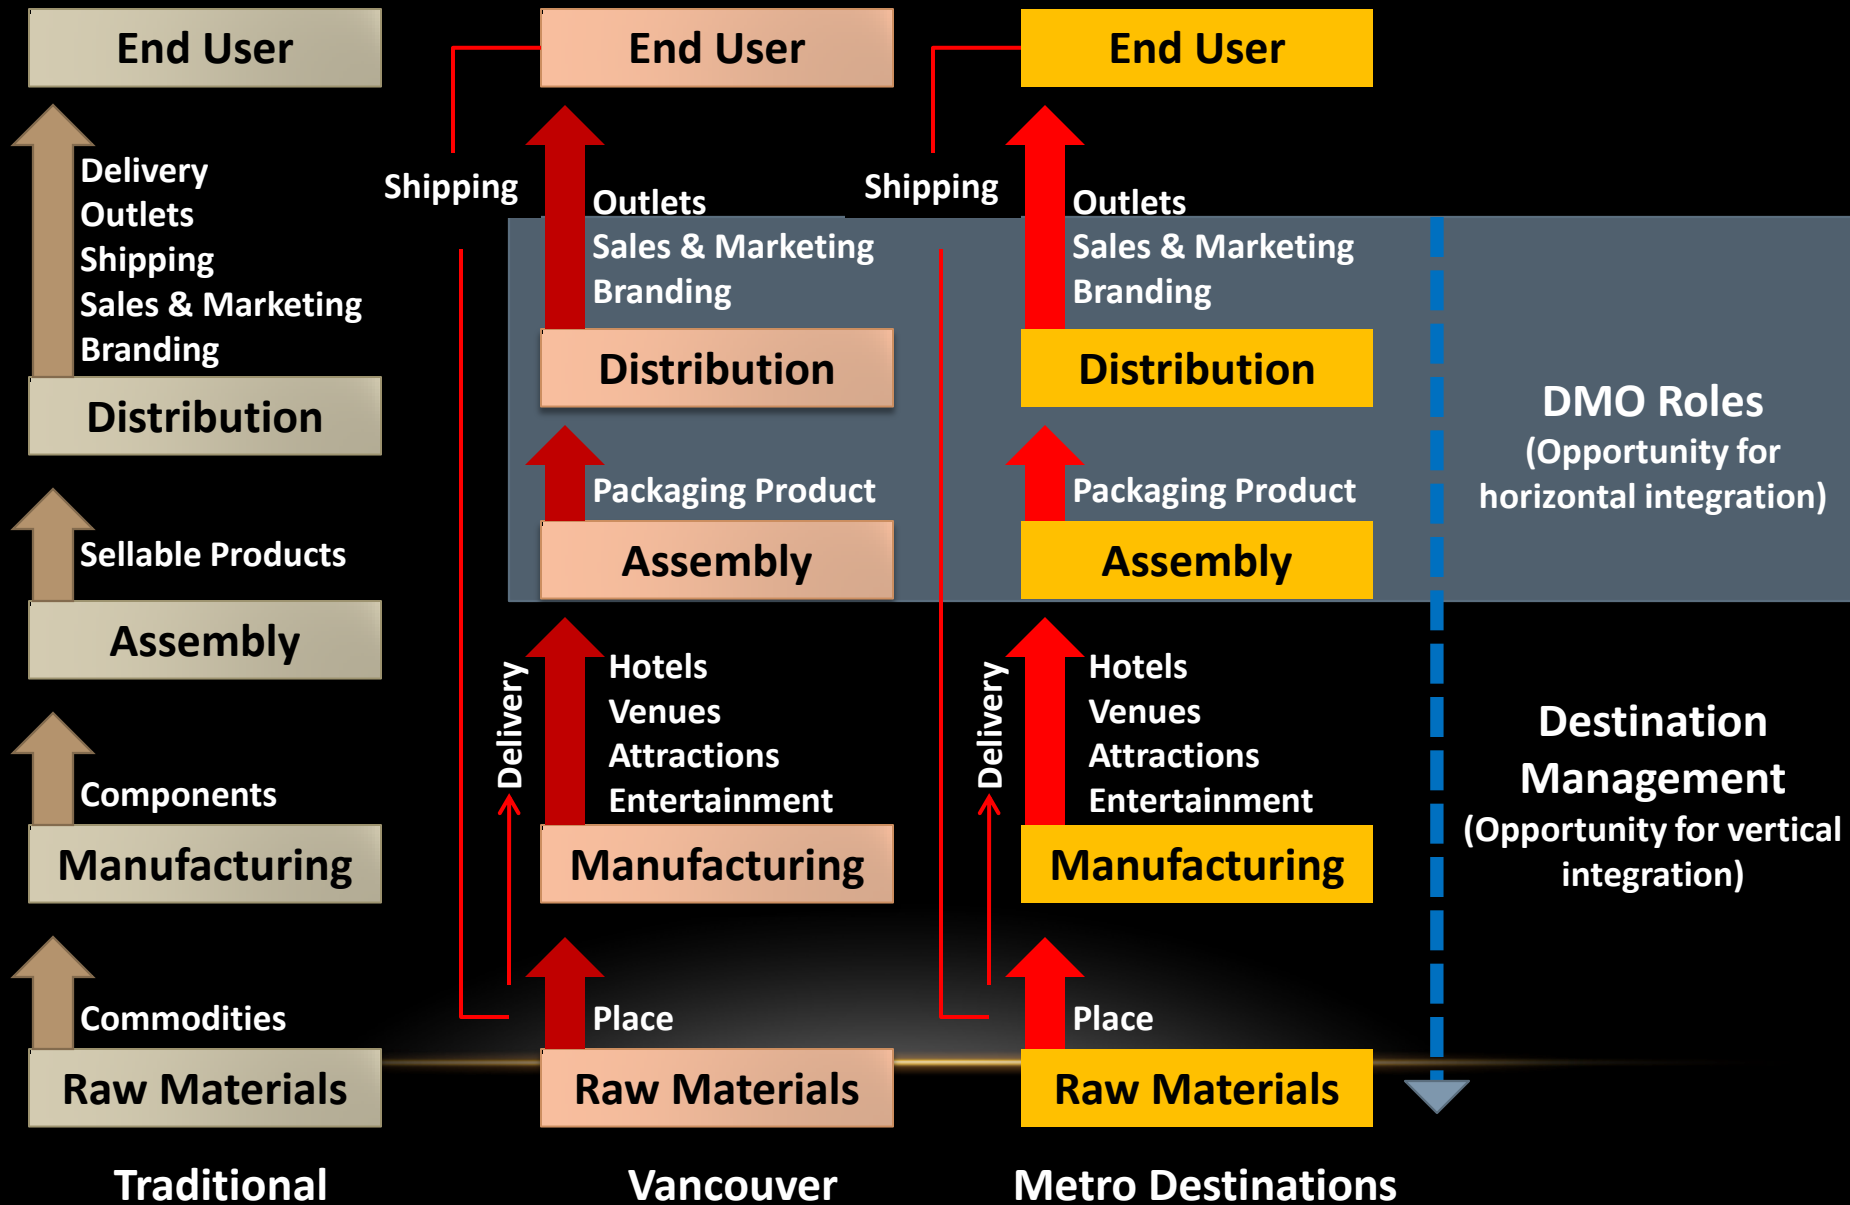 End User
Delivery
Outlets
Shipping
Sales & Marketing
Branding
Distribution
Sellable Products
Assembly
Components
Manufacturing
Commodities
Raw Materials
Traditional
End User
Shipping
Outlets
Sales & Marketing
Branding
Distribution
Packaging Product
Assembly
Delivery
Hotels
Venues
Attractions
Entertainment
Manufacturing
Place
Raw Materials
Vancouver
End User
Shipping
Outlets
Sales & Marketing
Branding
Distribution
Packaging Product
Assembly
Delivery
Hotels
Venues
Attractions
Entertainment
Manufacturing
Place
Raw Materials
Metro Destinations
DMO Roles
(Opportunity for
horizontal integration)
Destination
Management
(Opportunity for vertical
integration)